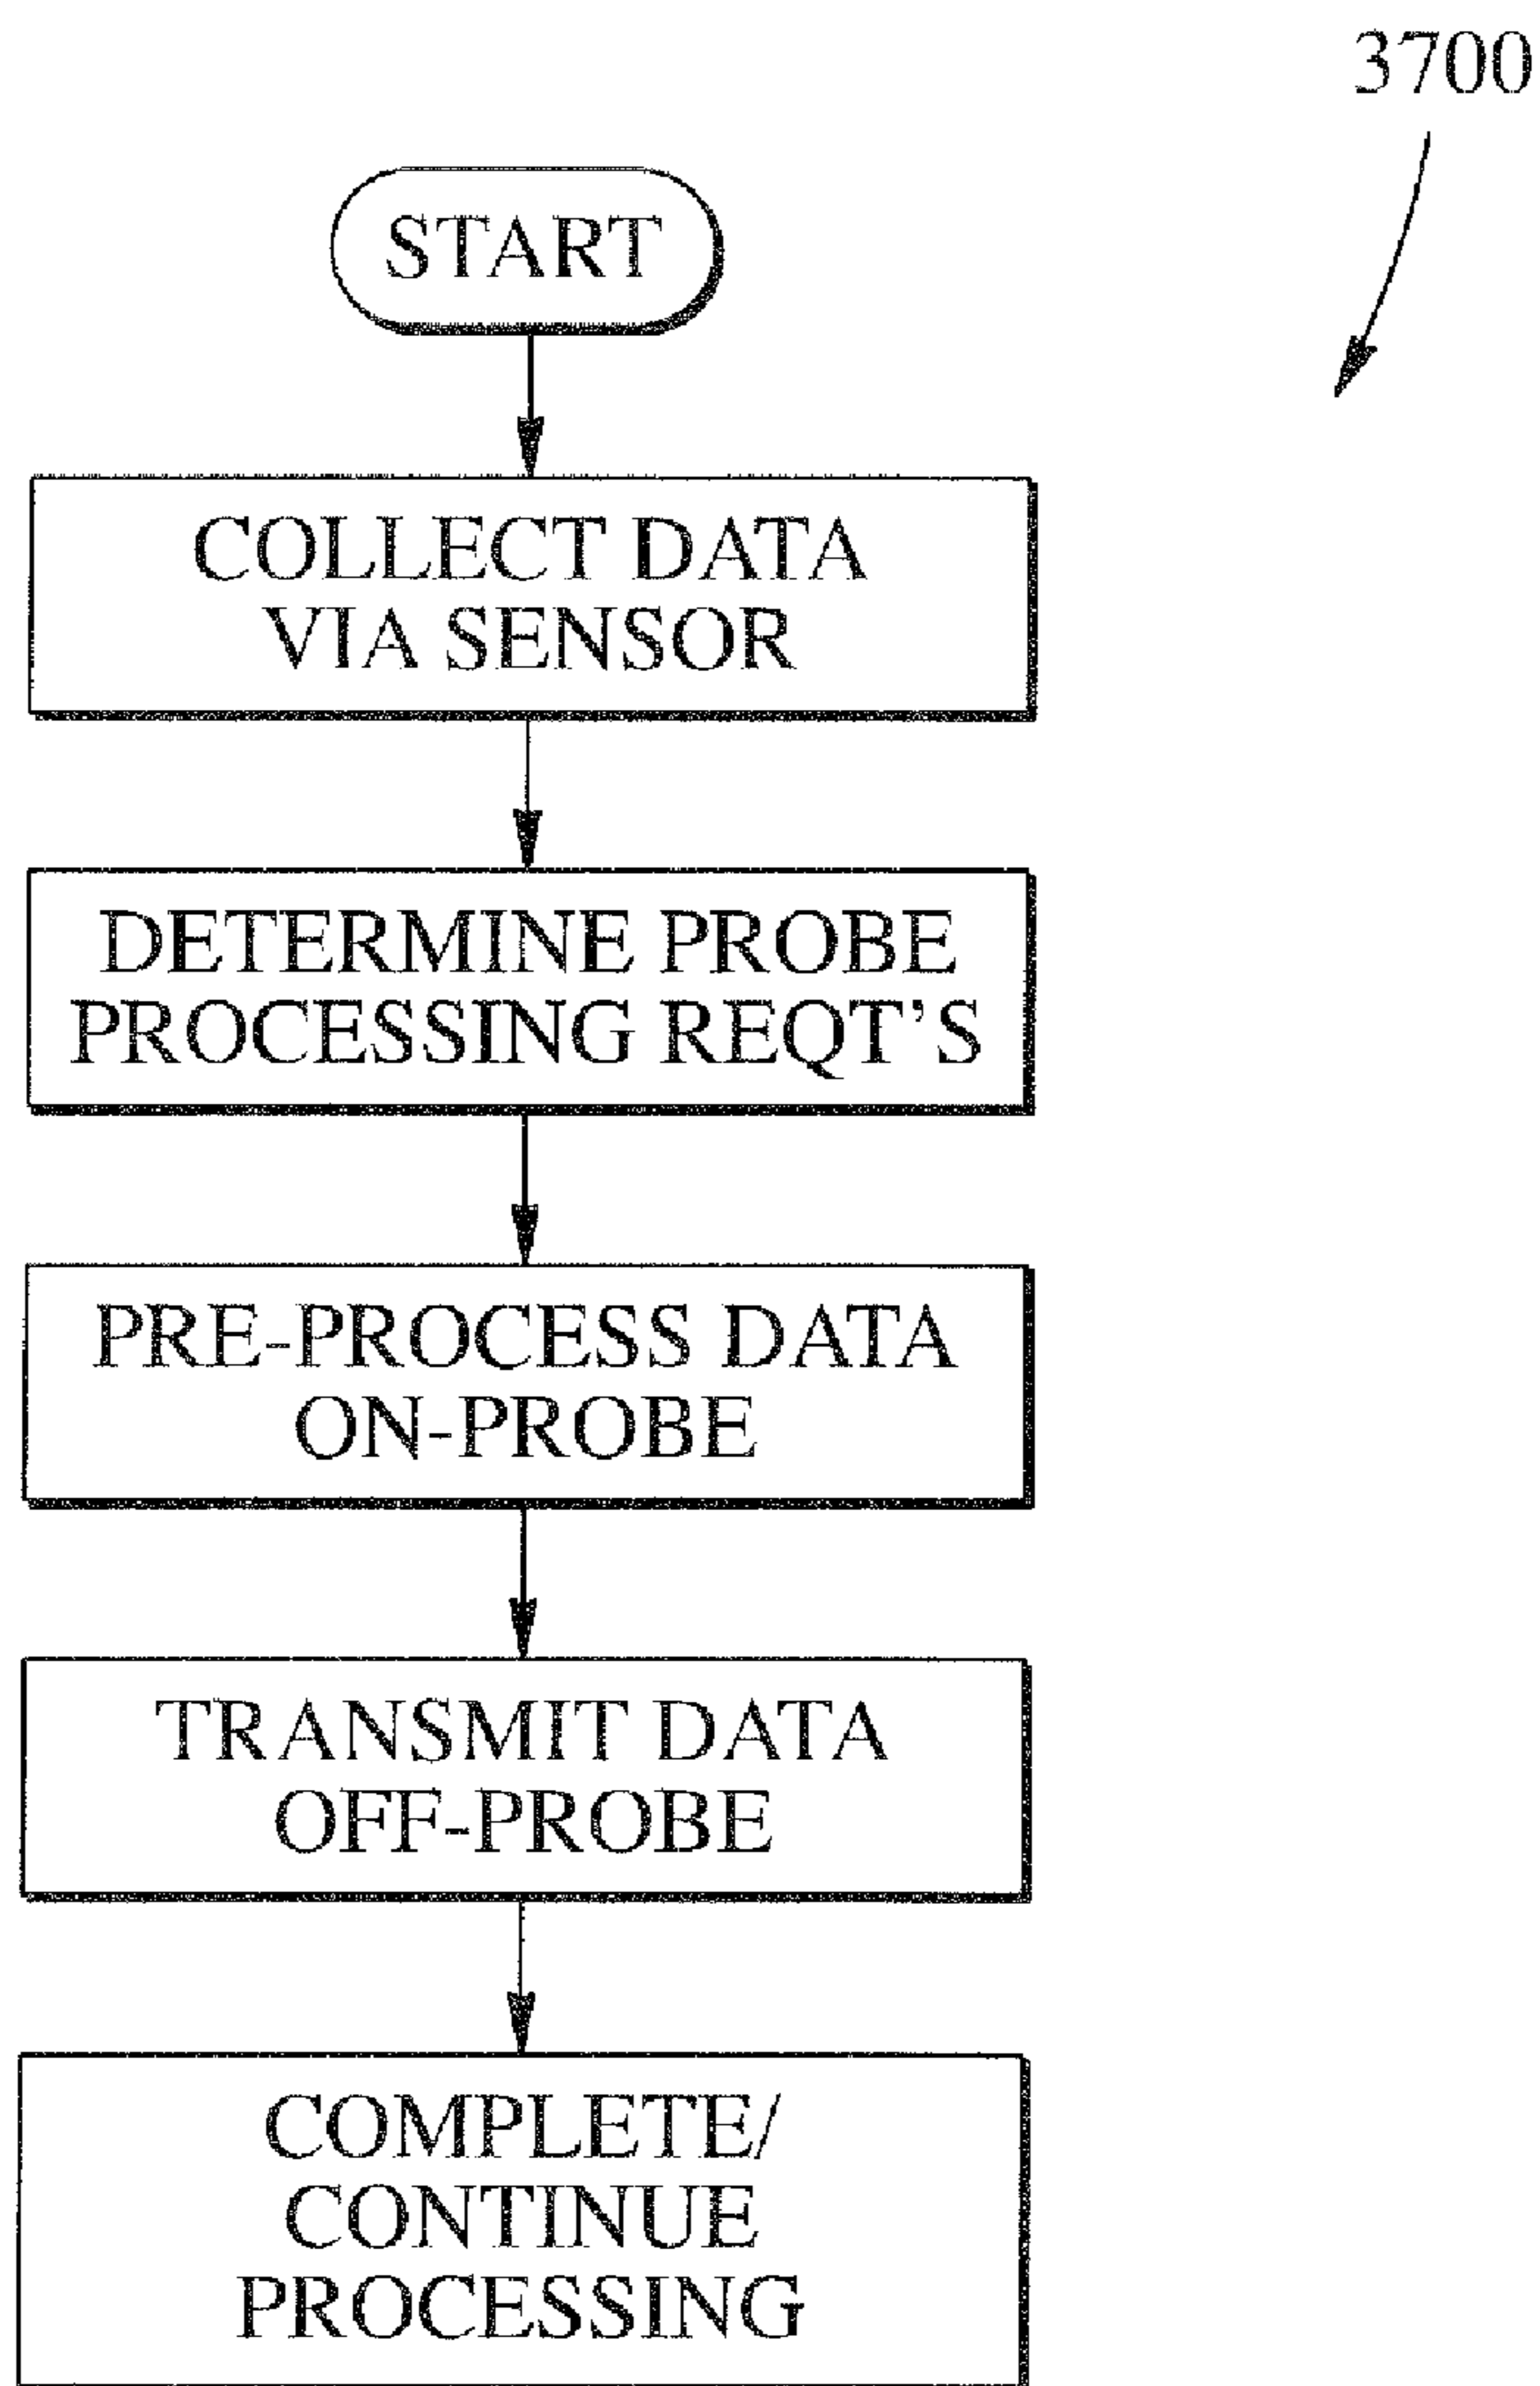 3700
START
COLLECT DATA
VIA SENSOR
DETERMINE PROBE
PROCESSING REQT'S
PRE-PROCESS DATA
ON-PROBE
TRANSMIT DATA
OFF-PROBE
COMPLETE/
CONTINUE
PROCESSING